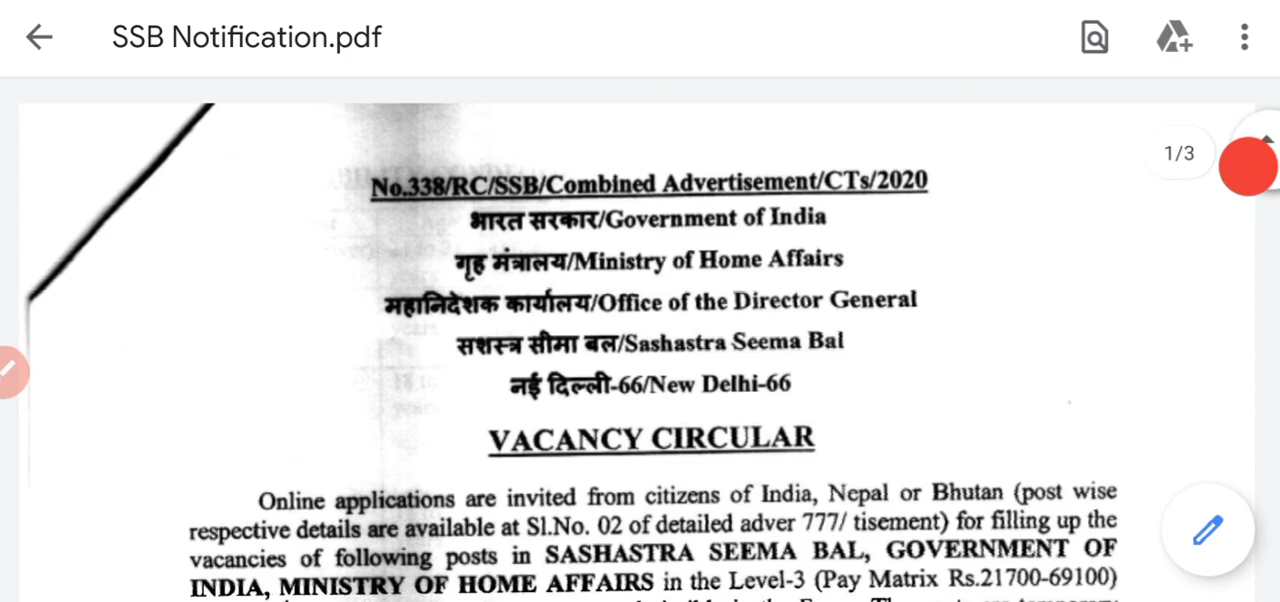 SSB Notification.pdf
1/3
No.338/RC/SSB/Combined Advertisement/CTs/2020
भारत सरकार/Government of India
गृह मंत्रालय/Ministry of Home Affairs
महानिदेशक कार्यालय/Office of the Director General
सशस्त्र सीमा बल/Sashastra Seema Bal
नई दिल्ली-66/New Delhi-66
VACANCY CIRCULAR
Online applications are invited from citizens of India, Nepal or Bhutan (post wise
respective details are available at Sl.No. 02 of detailed adver 777/ tisement) for filling up the
vacancies of following posts in SASHASTRA SEEMA BAL, GOVERNMENT OF
INDIA, MINISTRY OF HOME AFFAIRS in the Level-3 (Pay Matrix Rs.21700-69100)